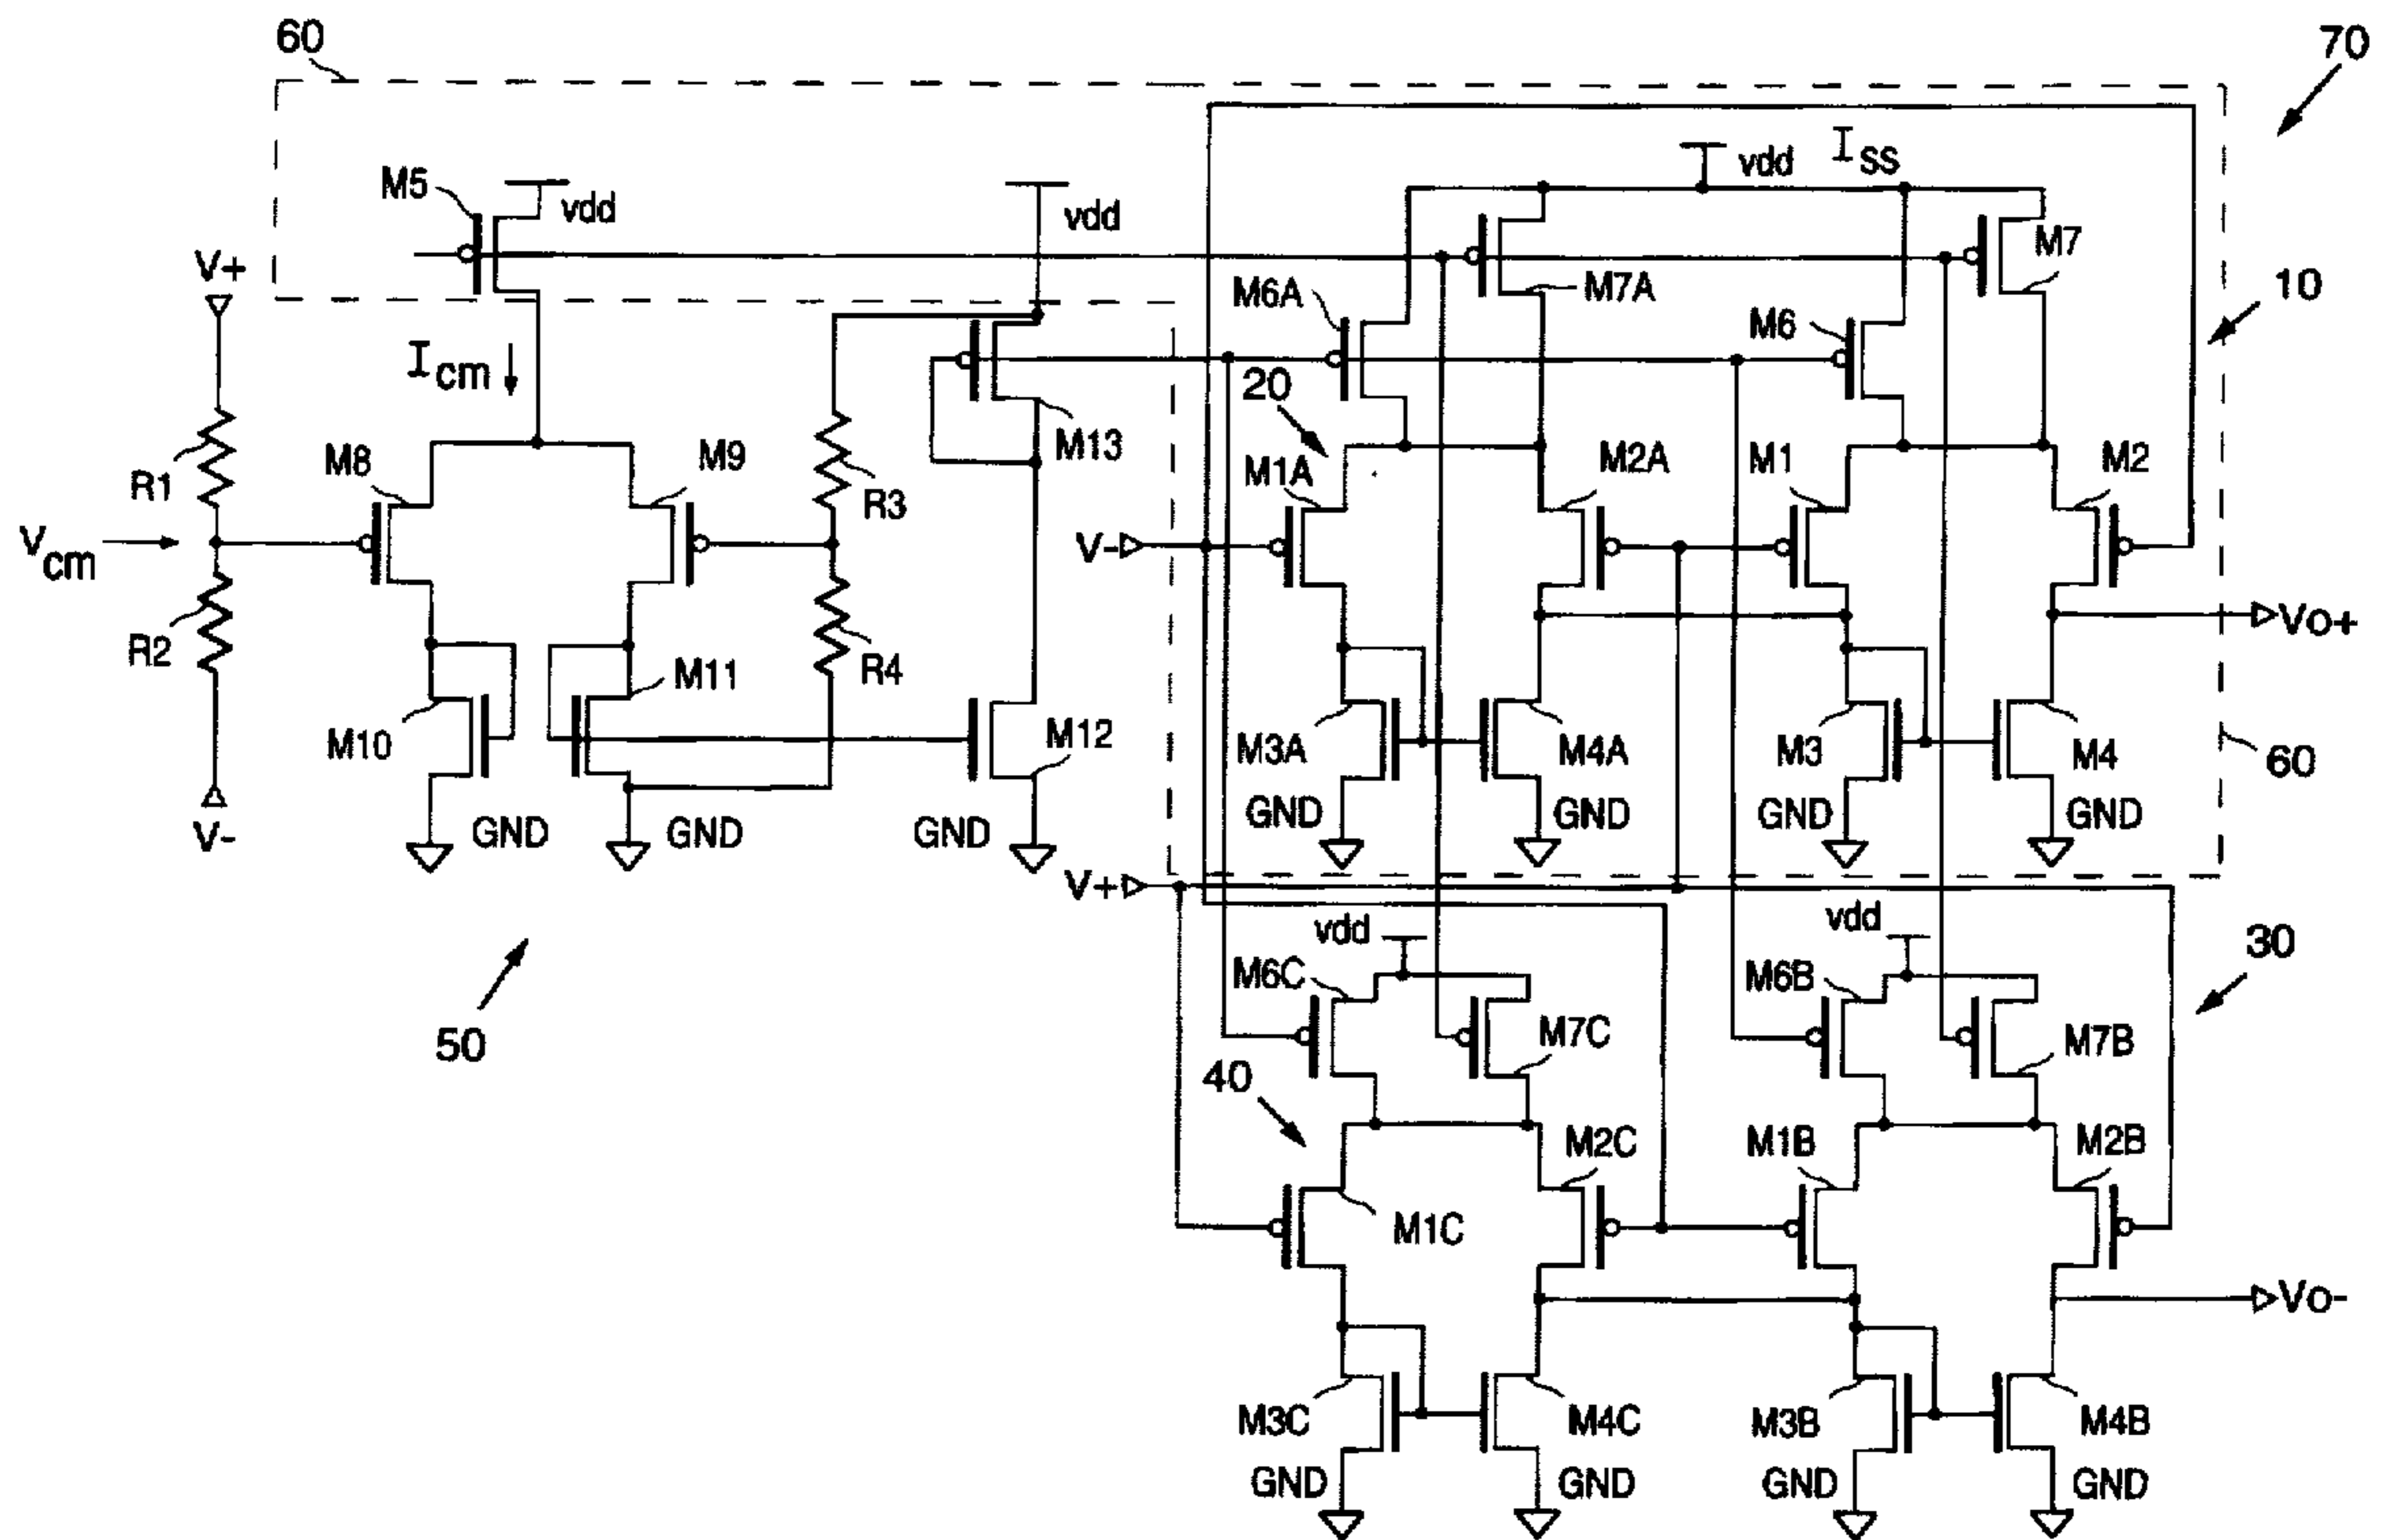 60
70
M5
vdd
vdd
vdd
I SS
M7
V+
M6A
M7A
M6
10
I cm
20
M13
R1
M8
M9
R3
M1A
M2A
M1
M2
V cm
V-
R2
Vo+
M11
R4
M10
M12
M3A
M4A
M3
M4
60
V-
GND
GND
GND
GND
GND
GND
GND
V+
vdd
vdd
30
M6C
M6B
50
M7C
M7B
40
M2C
M1B
M2B
M1C
Vo-
M3C
M4C
M3B
M4B
GND
GND
GND
GND